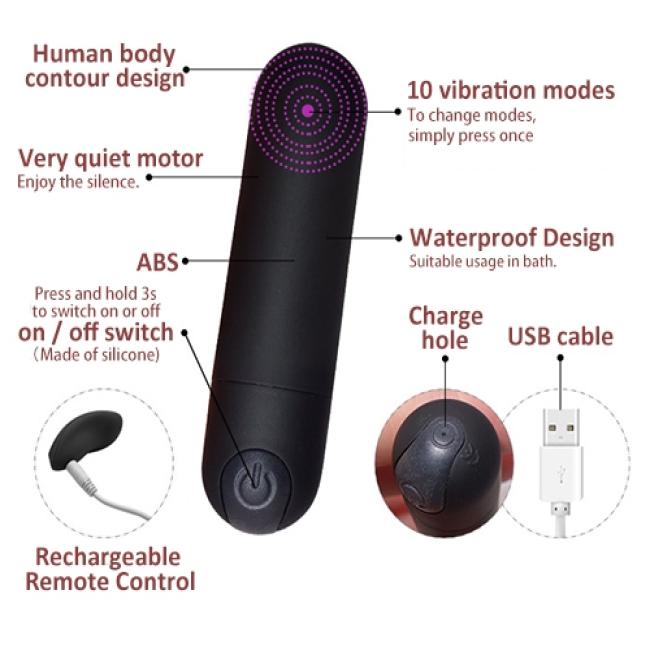 Human body
contour design
10 vibration modes
To change modes,
simply press once
Very quiet motor
Enjoy the silence.
Waterproof Design
Suitable usage in bath.
ABS
Press and hold 3s
to switch on or off
on / off switch
(Made of silicone)
Charge
hole
USB cable
Rechargeable
Remote Control